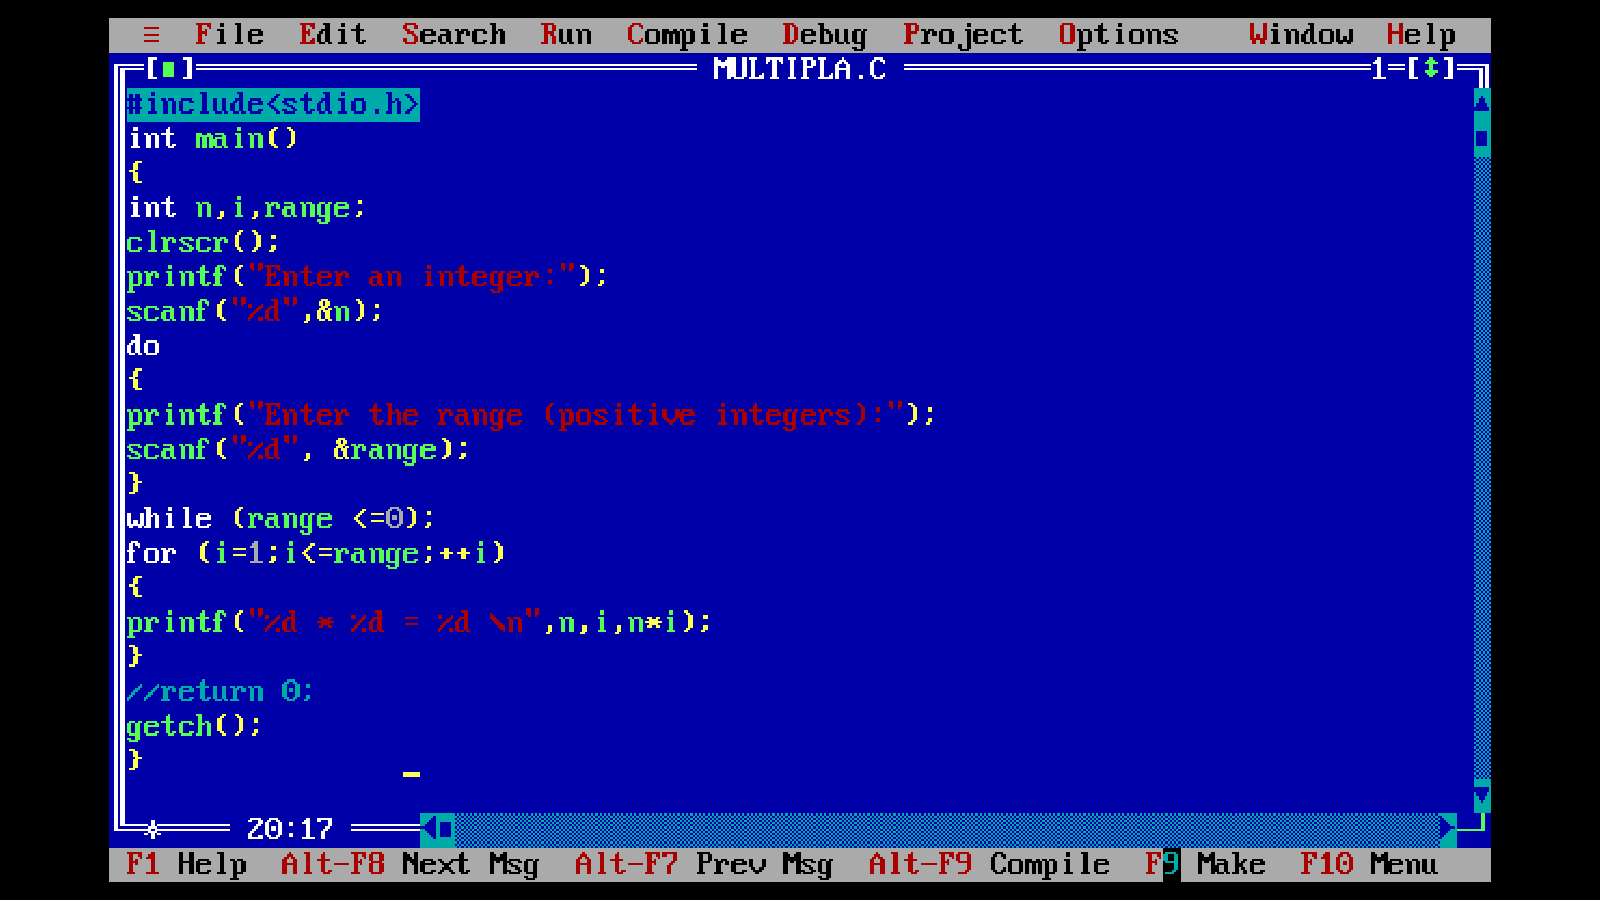 ≡ File Edit Search Run Compile Debug Project Options Window Help
[■] MULTIPLA.C 1=[↕]
#include<stdio.h>
int main()
{
int n,i,range;
clrscr();
printf("Enter an integer:");
scanf("%d",&n);
do
{
printf("Enter the range (positive integers):");
scanf("%d", &range);
}
while (range <=0);
for (i=1;i<=range;++i)
{
printf("%d * %d = %d \n",n,i,n*i);
}
//return 0;
getch();
}
20:17
F1 Help Alt-F8 Next Msg Alt-F7 Prev Msg Alt-F9 Compile F9 Make F10 Menu